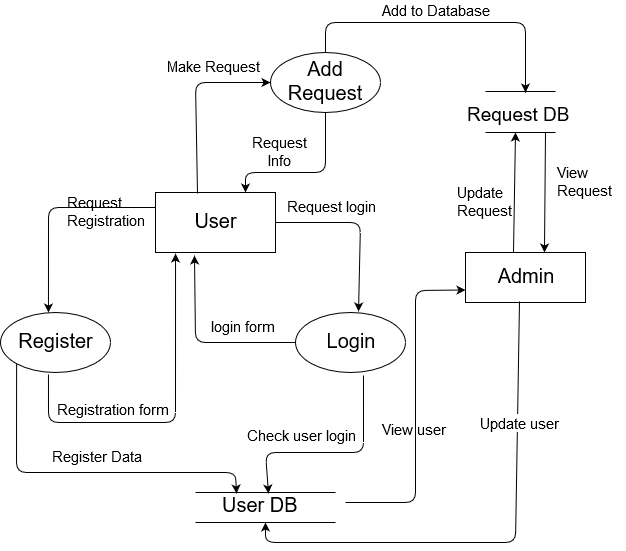 Add to Database
Make Request
Add
Request
Request DB
Request
Info
View
Request
Update
Request
Request
Registration
User
Request login
Admin
Register
login form
Login
Registration form
Check user login
View user
Update user
Register Data
User DB